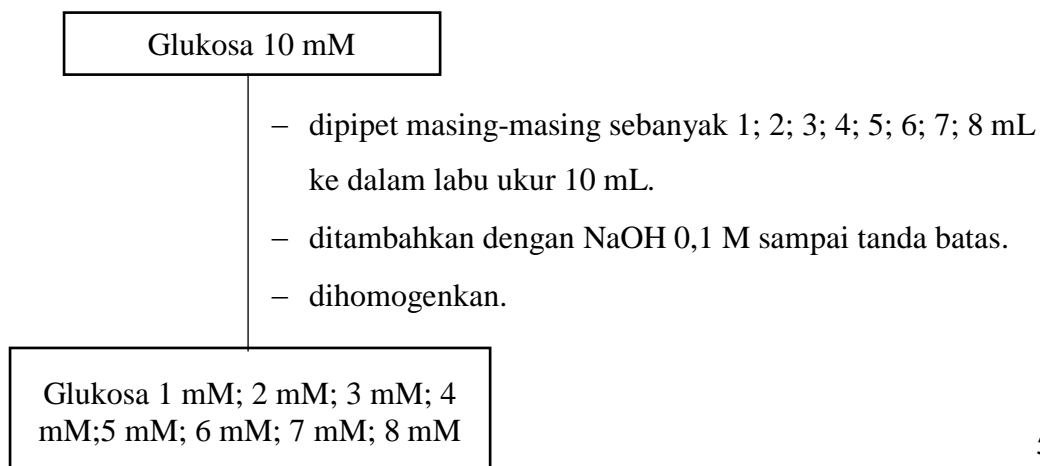 Glukosa 10 mM
– dipipet masing-masing sebanyak 1; 2; 3; 4; 5; 6; 7; 8 mL
ke dalam labu ukur 10 mL.
– ditambahkan dengan NaOH 0,1 M sampai tanda batas.
– dihomogenkan.
Glukosa 1 mM; 2 mM; 3 mM; 4
mM;5 mM; 6 mM; 7 mM; 8 mM